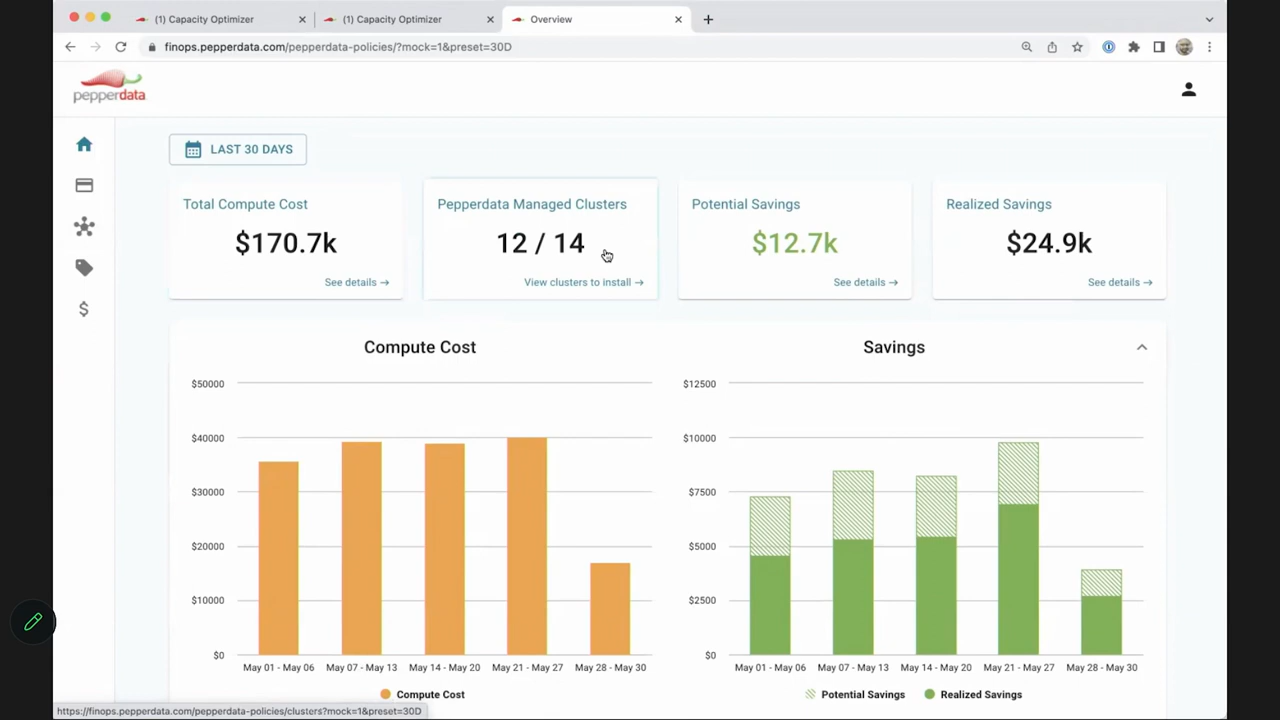 (1) Capacity Optimizer
(1) Capacity Optimizer
Overview
finops.pepperdata.com/pepperdata-policies/?mock=1&preset=30D
pepperdata
LAST 30 DAYS
Total Compute Cost
$170.7k
See details →
Pepperdata Managed Clusters
12 / 14
View clusters to install →
Potential Savings
$12.7k
See details →
Realized Savings
$24.9k
See details →
Compute Cost
$50000
$40000
$30000
$20000
$10000
$0
May 01 - May 06
May 07 - May 13
May 14 - May 20
May 21 - May 27
May 28 - May 30
Compute Cost
Savings
$12500
$10000
$7500
$5000
$2500
$0
May 01 - May 06
May 07 - May 13
May 14 - May 20
May 21 - May 27
May 28 - May 30
Potential Savings
Realized Savings
https://finops.pepperdata.com/pepperdata-policies/clusters?mock=1&preset=30D